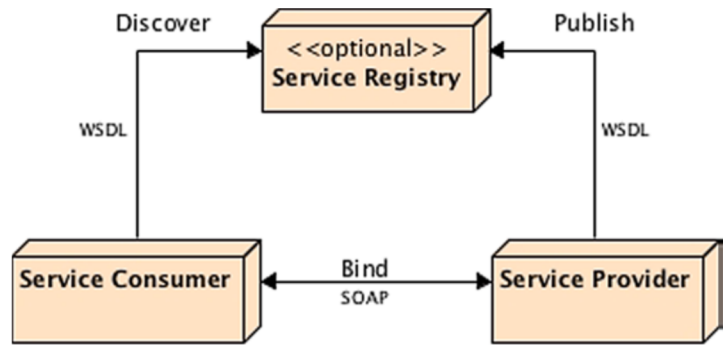 Discover
Publish
<<optional>>
Service Registry
WSDL
WSDL
Service Consumer
Bind
SOAP
Service Provider